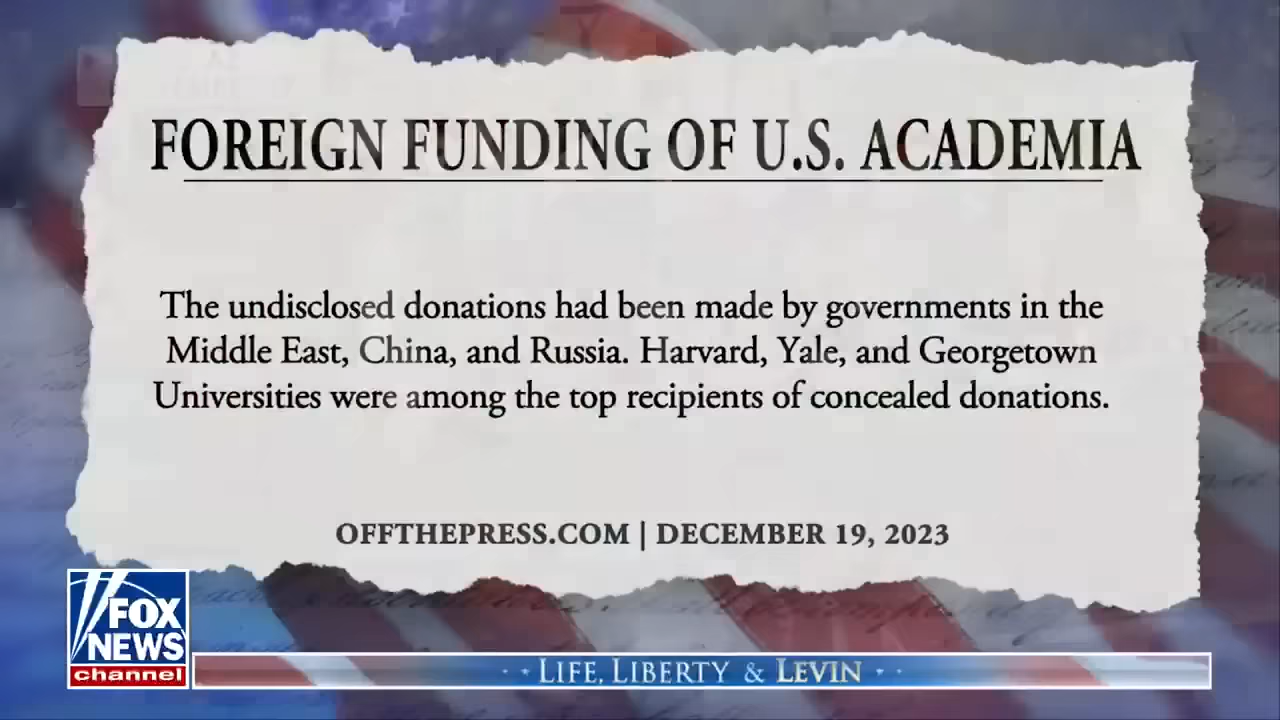 FOREIGN FUNDING OF U.S. ACADEMIA
The undisclosed donations had been made by governments in the
Middle East, China, and Russia. Harvard, Yale, and Georgetown
Universities were among the top recipients of concealed donations.
OFFTHEPRESS.COM | DECEMBER 19, 2023
FOX
NEWS
channel
LIFE, LIBERTY & LEVIN